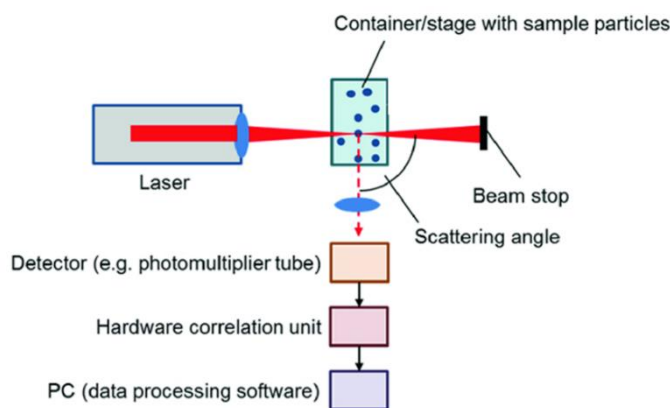 Container/stage with sample particles
Laser
Beam stop
Scattering angle
Detector (e.g. photomultiplier tube)
Hardware correlation unit
PC (data processing software)